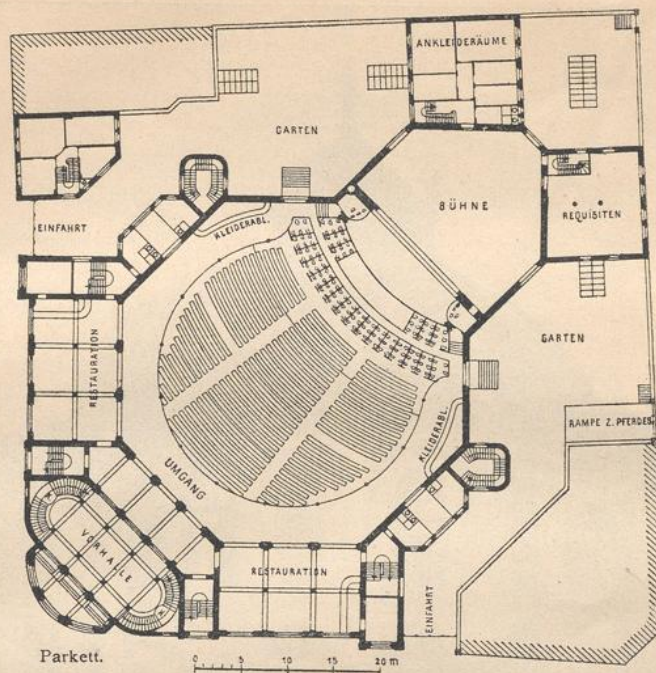 ANKLEIDERÄUME
GARTEN
BÜHNE
REQUISITEN
EINFAHRT
KLEIDERABL.
RESTAURATION
GARTEN
RAMPE Z. PFERDEST
KLEIDERABL.
UMGANG
VORHALLE
RESTAURATION
EINFAHRT
Parkett.
0 5 10 15 20 m